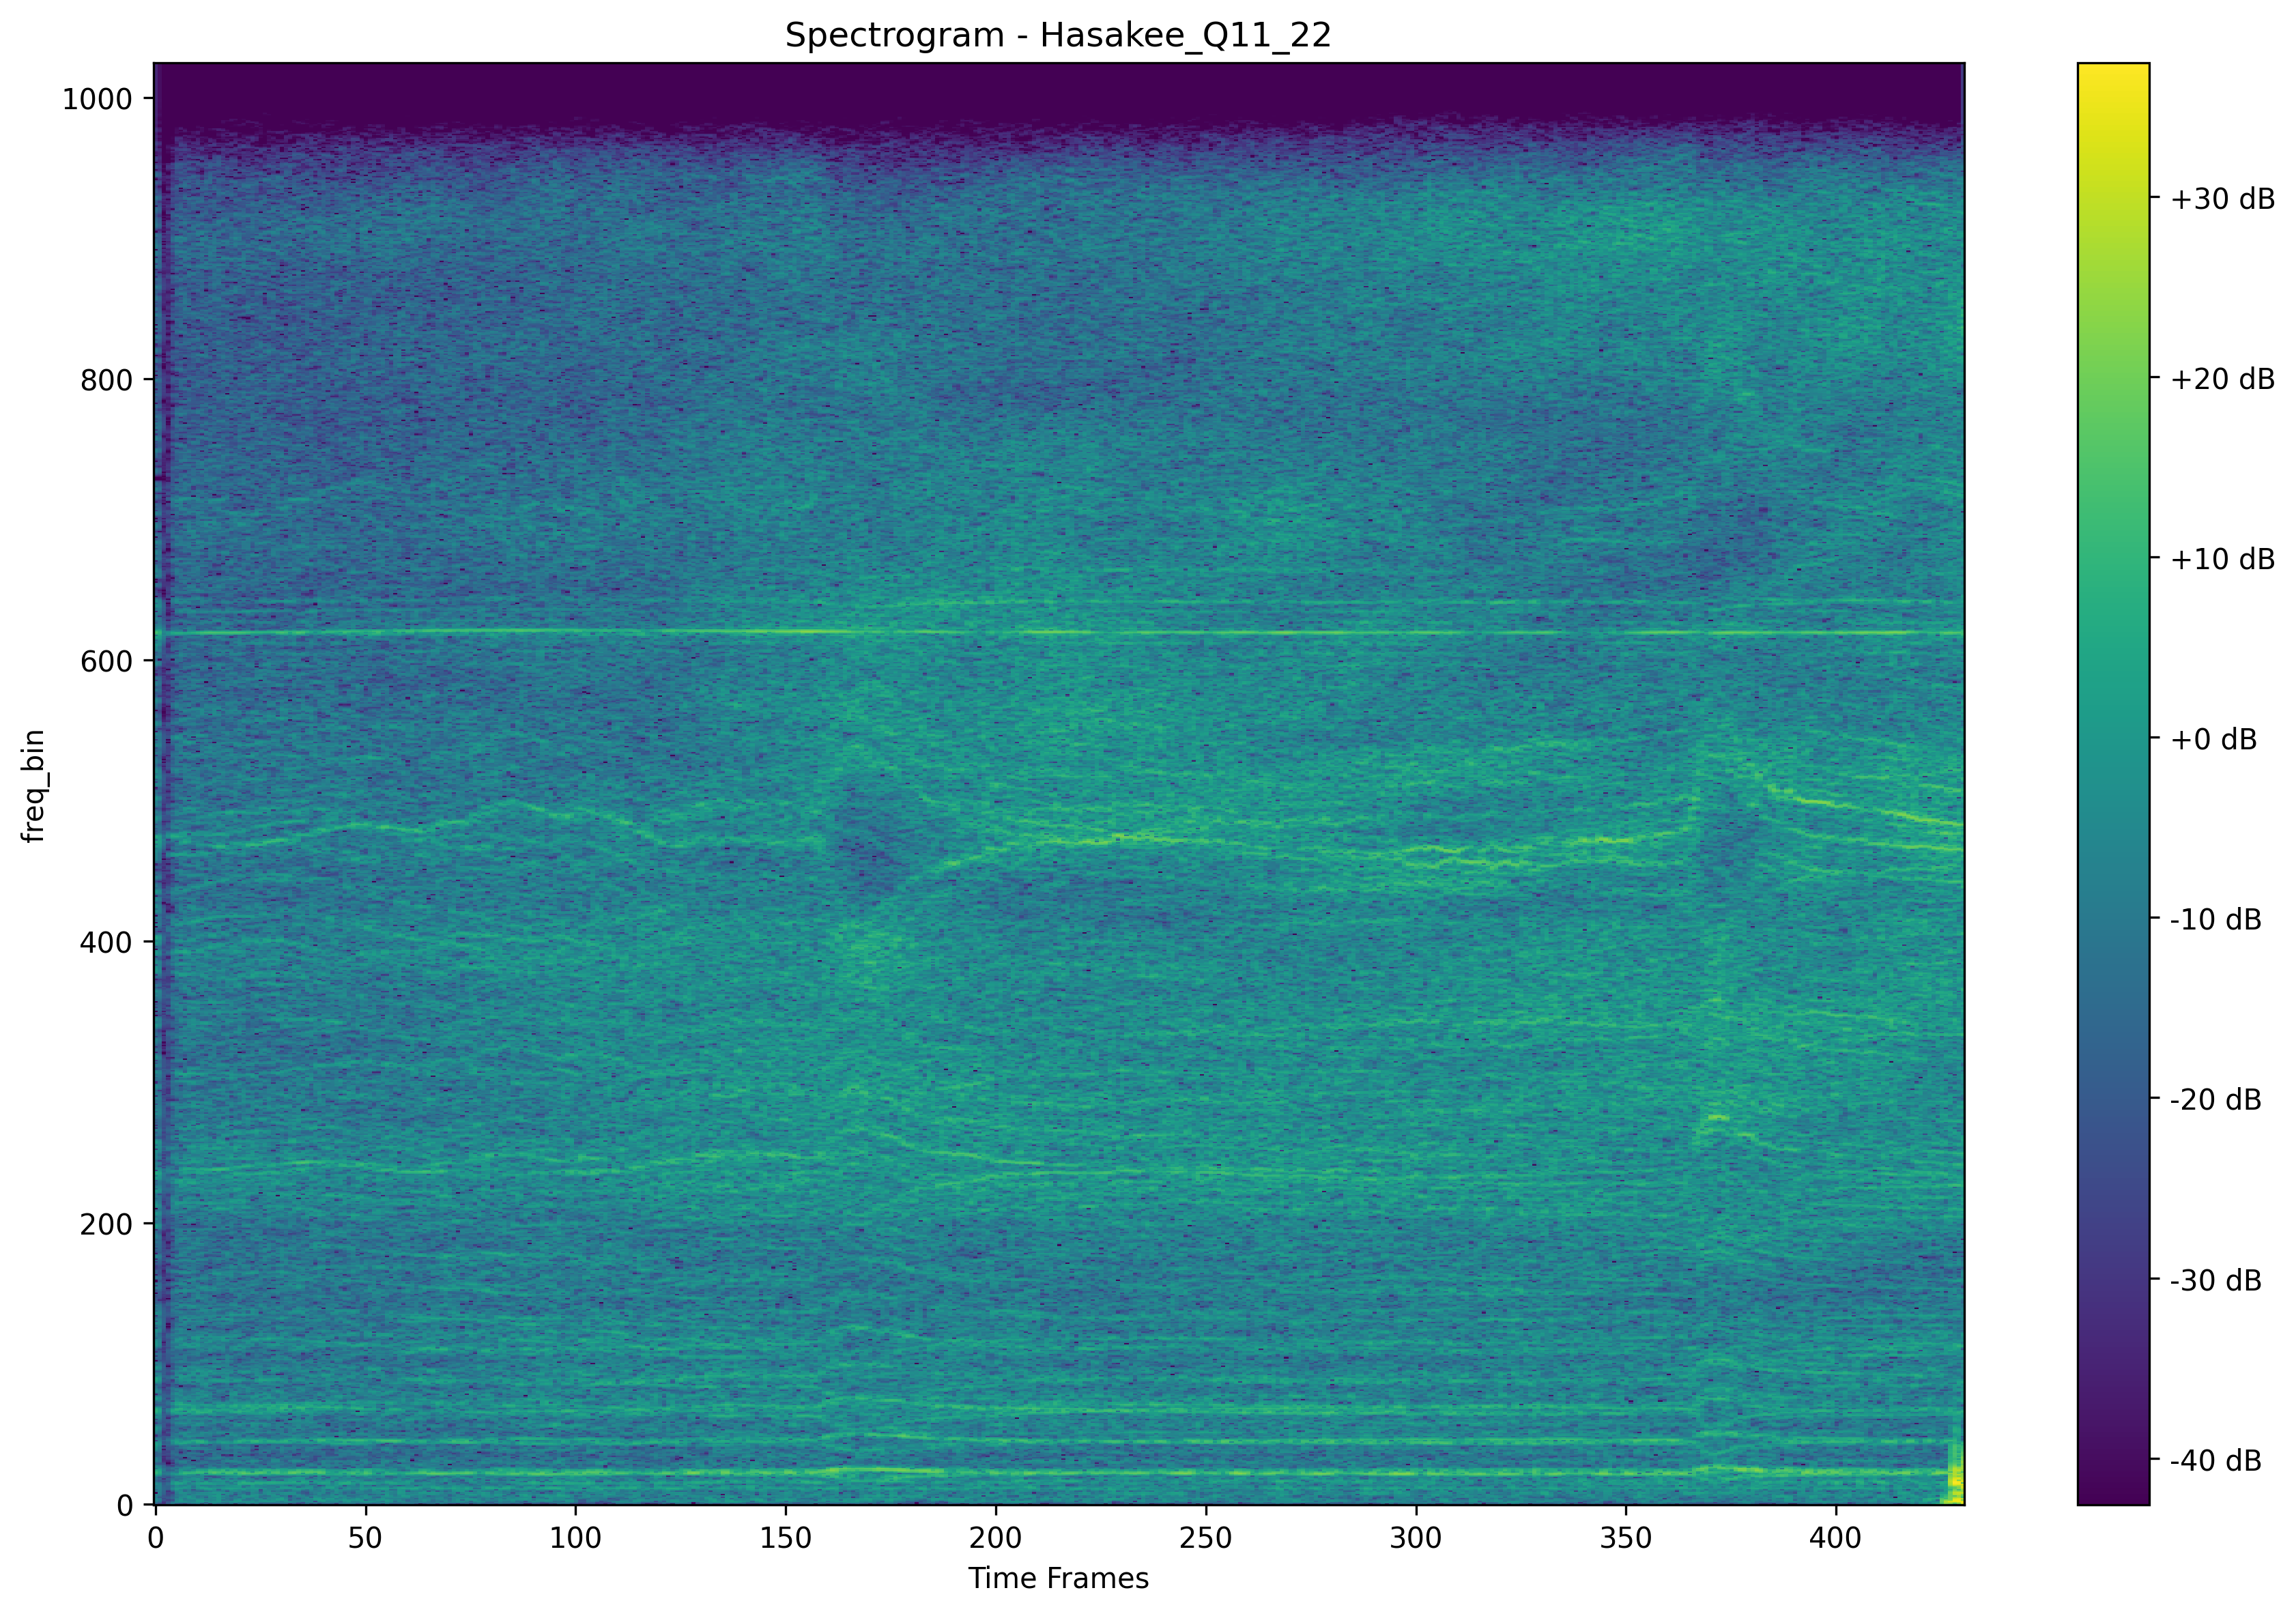 Spectrogram - Hasakee_Q11_22
1000
800
600
400
200
0
freq_bin
0 50 100 150 200 250 300 350 400
Time Frames
+30 dB
+20 dB
+10 dB
+0 dB
-10 dB
-20 dB
-30 dB
-40 dB